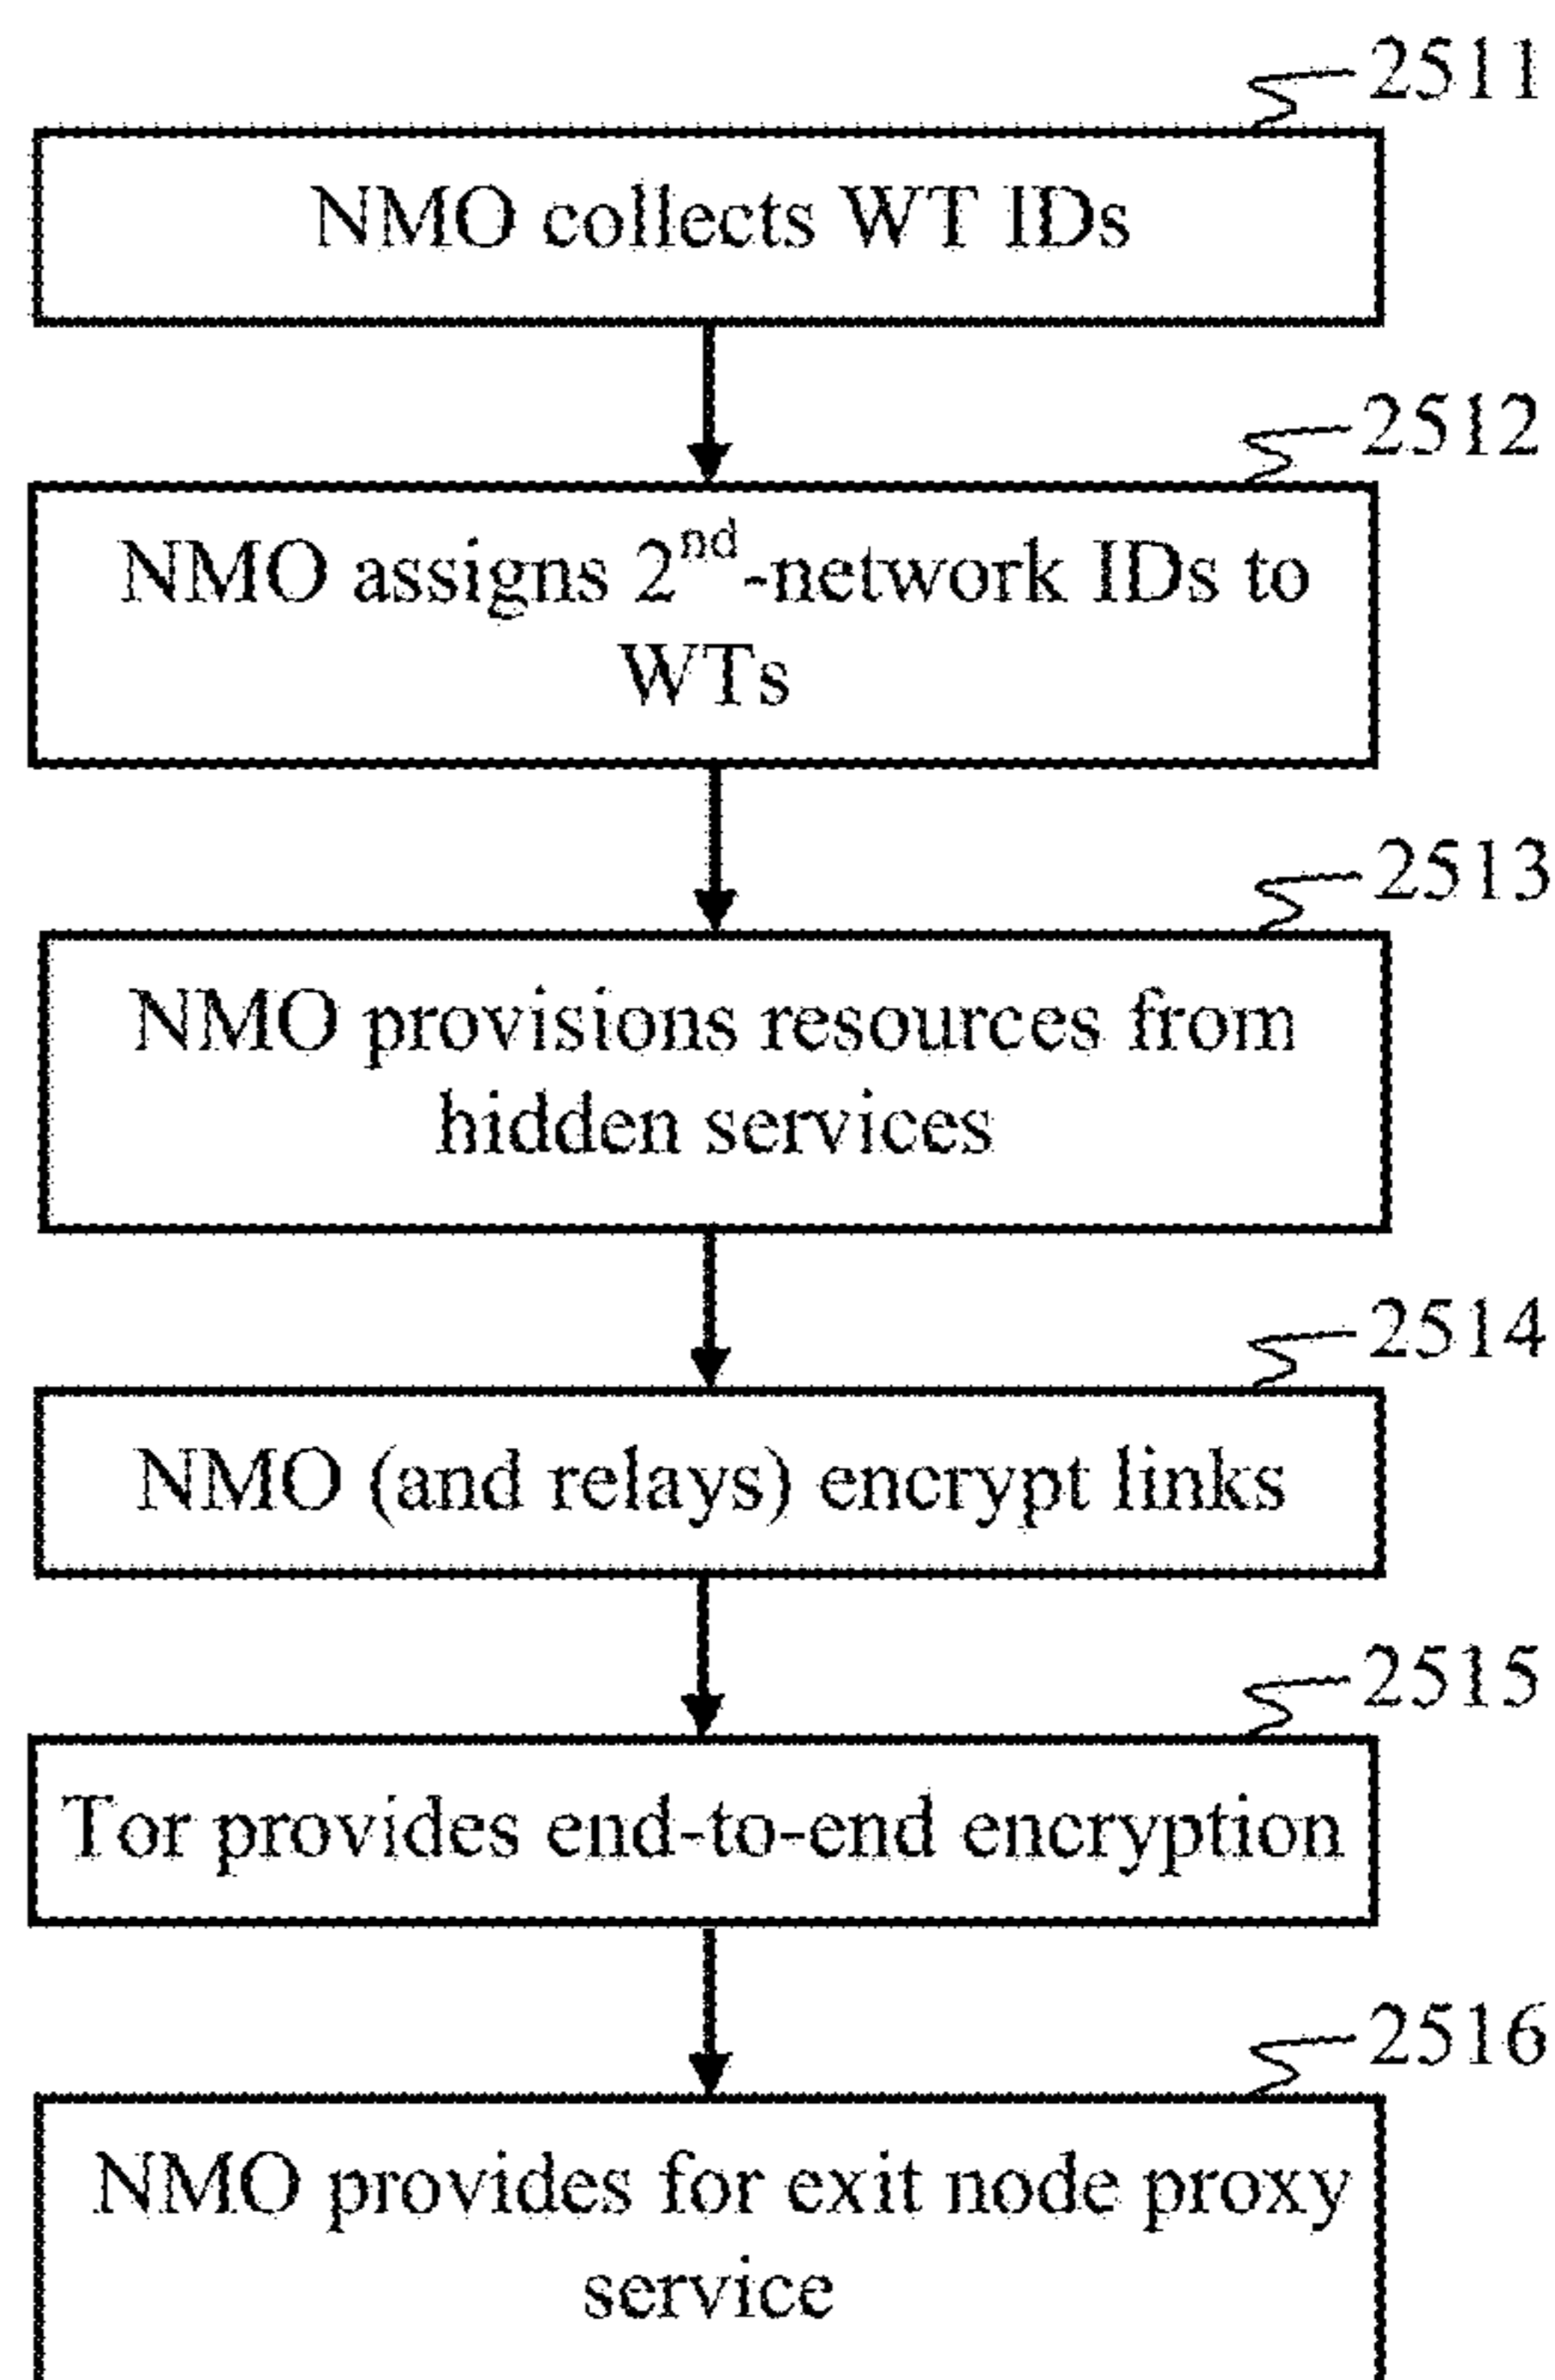 2511
NMO collects WT IDs
2512
NMO assigns 2nd-network IDs to
WTs
2513
NMO provisions resources from
hidden services
2514
NMO (and relays) encrypt links
2515
Tor provides end-to-end encryption
2516
NMO provides for exit node proxy
service